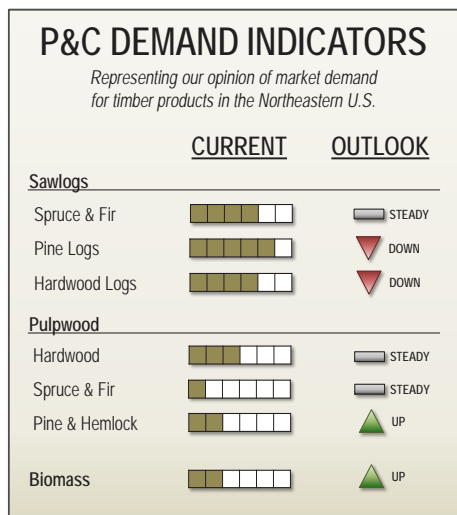 P&C DEMAND INDICATORS
Representing our opinion of market demand
for timber products in the Northeastern U.S.
CURRENT OUTLOOK
Sawlogs
Spruce & Fir STEADY
Pine Logs DOWN
Hardwood Logs DOWN
Pulpwood
Hardwood STEADY
Spruce & Fir STEADY
Pine & Hemlock UP
Biomass UP